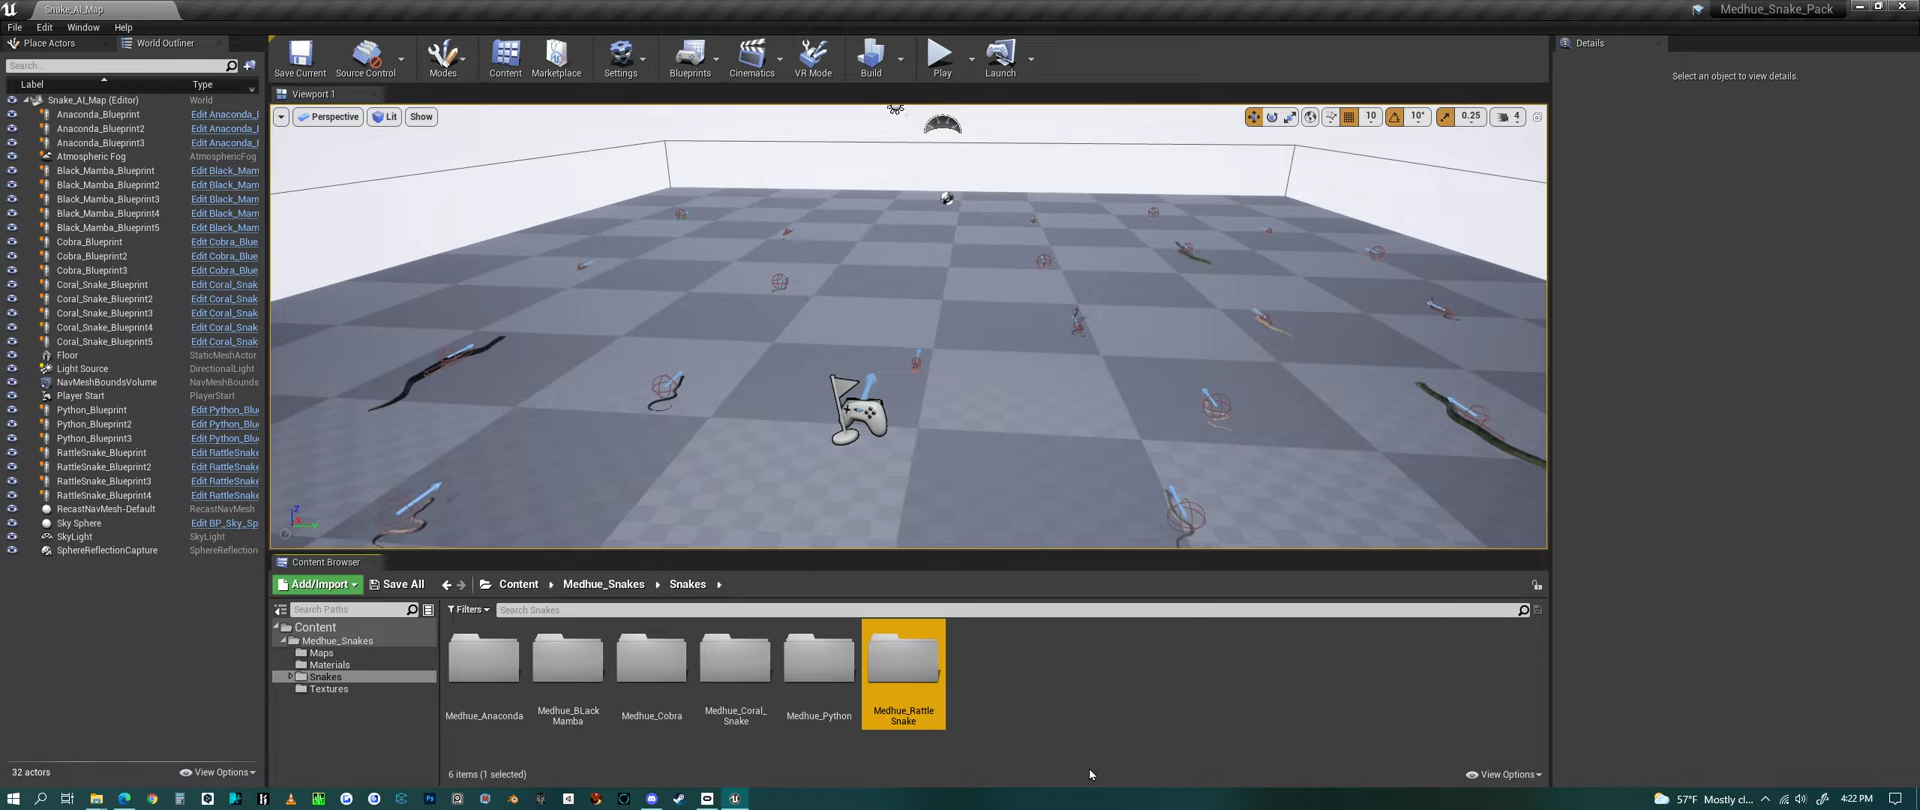 Snake_AI_Map
Medhue_Snake_Pack
File Edit Window Help
Place Actors World Outliner
Search...
Label Type
Snake_AI_Map (Editor) World
Anaconda_Blueprint Edit Anaconda_I
Anaconda_Blueprint2 Edit Anaconda_I
Anaconda_Blueprint3 Edit Anaconda_I
Atmospheric Fog AtmosphericFog
Black_Mamba_Blueprint Edit Black_Mam
Black_Mamba_Blueprint2 Edit Black_Mam
Black_Mamba_Blueprint3 Edit Black_Mam
Black_Mamba_Blueprint4 Edit Black_Mam
Black_Mamba_Blueprint5 Edit Black_Mam
Cobra_Blueprint Edit Cobra_Blue
Cobra_Blueprint2 Edit Cobra_Blue
Cobra_Blueprint3 Edit Cobra_Blue
Coral_Snake_Blueprint Edit Coral_Snak
Coral_Snake_Blueprint2 Edit Coral_Snak
Coral_Snake_Blueprint3 Edit Coral_Snak
Coral_Snake_Blueprint4 Edit Coral_Snak
Coral_Snake_Blueprint5 Edit Coral_Snak
Floor StaticMeshActor
Light Source DirectionalLight
NavMeshBoundsVolume NavMeshBounds
Player Start PlayerStart
Python_Blueprint Edit Python_Blu
Python_Blueprint2 Edit Python_Blu
Python_Blueprint3 Edit Python_Blu
RattleSnake_Blueprint Edit RattleSnake
RattleSnake_Blueprint2 Edit RattleSnake
RattleSnake_Blueprint3 Edit RattleSnake
RattleSnake_Blueprint4 Edit RattleSnake
RecastNavMesh-Default RecastNavMesh
Sky Sphere Edit BP_Sky_Sp
SkyLight SkyLight
SphereReflectionCapture SphereReflection
32 actors View Options
Save Current Source Control Modes Content Marketplace Settings Blueprints Cinematics VR Mode Build Play Launch
Viewport 1
Perspective Lit Show
10 10° 0.25 4
Z
X
Y
Content Browser
Add/Import Save All Content Medhue_Snakes Snakes
Search Paths
Filters Search Snakes
Content
Medhue_Snakes
Maps
Materials
Snakes
Textures
Medhue_Anaconda
Medhue_BLack
Mamba
Medhue_Cobra
Medhue_Coral_
Snake
Medhue_Python
Medhue_Rattle
Snake
6 items (1 selected) View Options
Details
Select an object to view details.
57°F Mostly cl... 4:22 PM